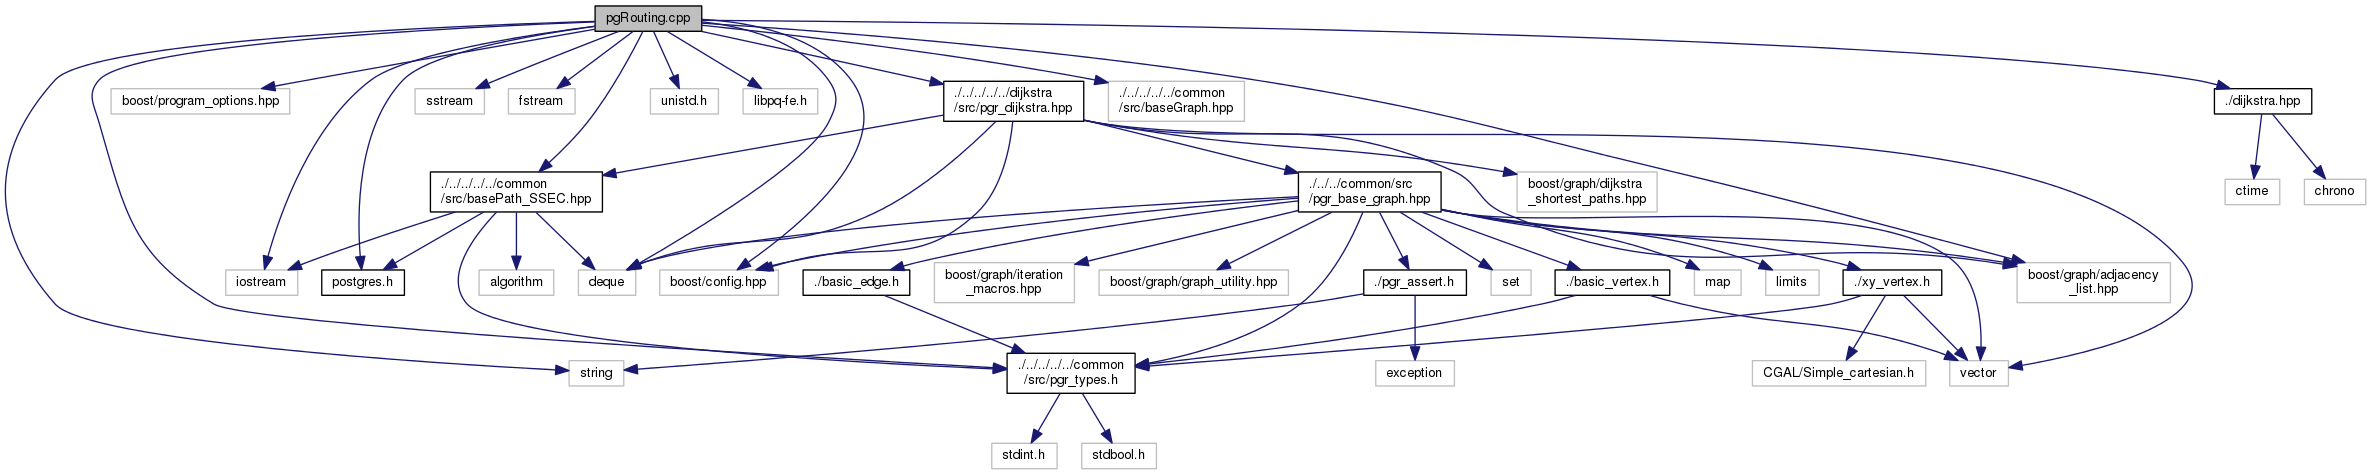 pgRouting.cpp
boost/program_options.hpp
sstream
fstream
unistd.h
libpq-fe.h
./../../../../dijkstra
/src/pgr_dijkstra.hpp
./../../../../common
/src/baseGraph.hpp
./dijkstra.hpp
./../../../../common
/src/basePath_SSEC.hpp
./../../common/src
/pgr_base_graph.hpp
boost/graph/dijkstra
_shortest_paths.hpp
ctime
chrono
iostream
postgres.h
algorithm
deque
boost/config.hpp
./basic_edge.h
boost/graph/iteration
_macros.hpp
boost/graph/graph_utility.hpp
./pgr_assert.h
set
./basic_vertex.h
map
limits
./xy_vertex.h
boost/graph/adjacency
_list.hpp
string
./../../../../common
/src/pgr_types.h
exception
CGAL/Simple_cartesian.h
vector
stdint.h
stdbool.h